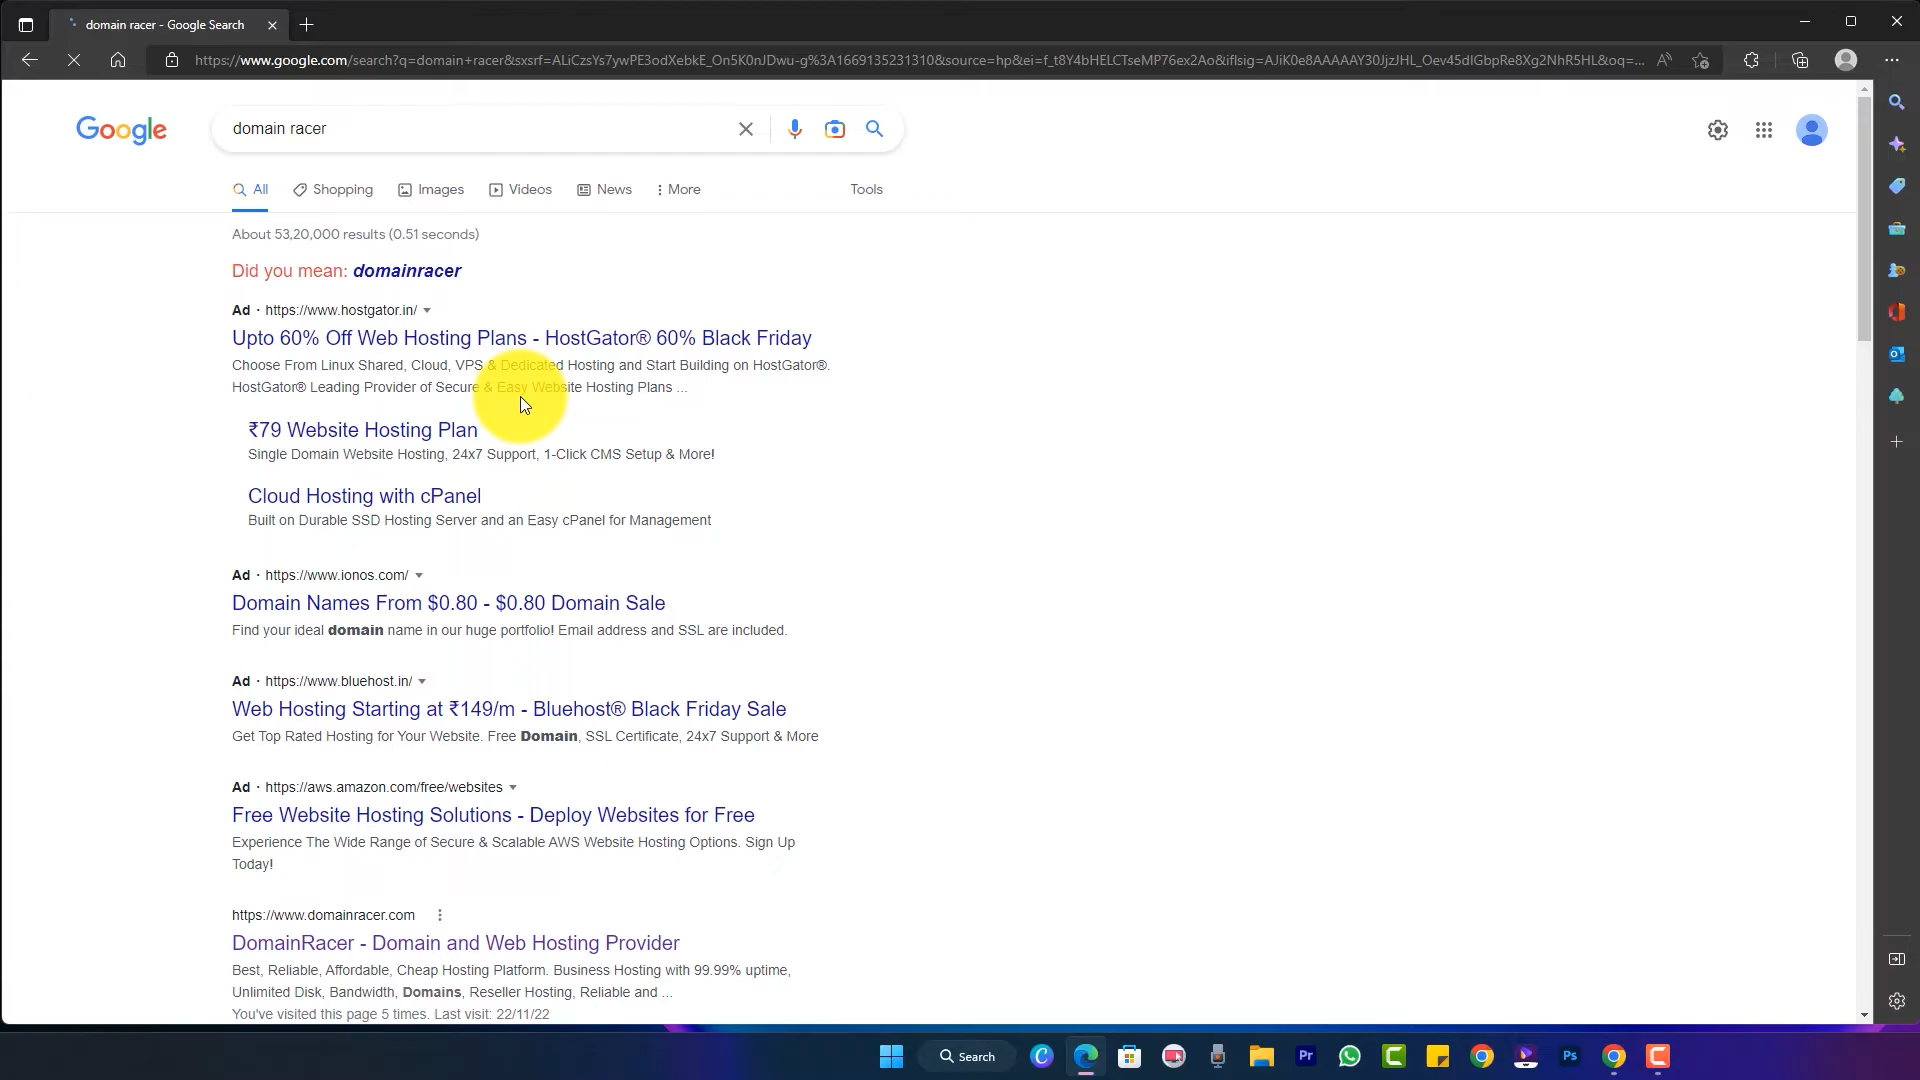 domain racer - Google Search
https://www.google.com/search?q=domain+racer&sxsrf=ALiCzsYs7ywPE3odXebkE_On5K0nJDwu-g%3A1669135231310&source=hp&ei=f_t8Y4bHELCTseMP76ex2Ao&iflsig=AJiK0e8AAAAAY30JjzJHL_Oev45dIGbpRe8Xg2NhR5HL&oq=...
Google
domain racer
All
Shopping
Images
Videos
News
More
Tools
About 53,20,000 results (0.51 seconds)
Did you mean: domainracer
Ad · https://www.hostgator.in/
Upto 60% Off Web Hosting Plans - HostGator® 60% Black Friday
Choose From Linux Shared, Cloud, VPS & Dedicated Hosting and Start Building on HostGator®.
HostGator® Leading Provider of Secure & Easy Website Hosting Plans ...
₹79 Website Hosting Plan
Single Domain Website Hosting, 24x7 Support, 1-Click CMS Setup & More!
Cloud Hosting with cPanel
Built on Durable SSD Hosting Server and an Easy cPanel for Management
Ad · https://www.ionos.com/
Domain Names From $0.80 - $0.80 Domain Sale
Find your ideal domain name in our huge portfolio! Email address and SSL are included.
Ad · https://www.bluehost.in/
Web Hosting Starting at ₹149/m - Bluehost® Black Friday Sale
Get Top Rated Hosting for Your Website. Free Domain, SSL Certificate, 24x7 Support & More
Ad · https://aws.amazon.com/free/websites
Free Website Hosting Solutions - Deploy Websites for Free
Experience The Wide Range of Secure & Scalable AWS Website Hosting Options. Sign Up
Today!
https://www.domainracer.com
DomainRacer - Domain and Web Hosting Provider
Best, Reliable, Affordable, Cheap Hosting Platform. Business Hosting with 99.99% uptime,
Unlimited Disk, Bandwidth, Domains, Reseller Hosting, Reliable and ...
You've visited this page 5 times. Last visit: 22/11/22
Search
Pr
Ps